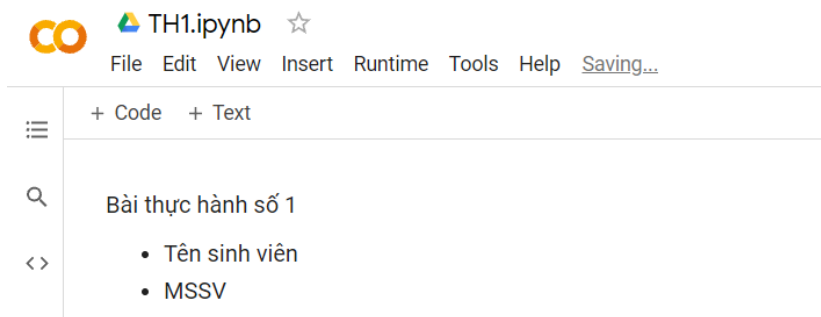 TH1.ipynb
File Edit View Insert Runtime Tools Help Saving...
+ Code + Text
Bài thực hành số 1
• Tên sinh viên
• MSSV